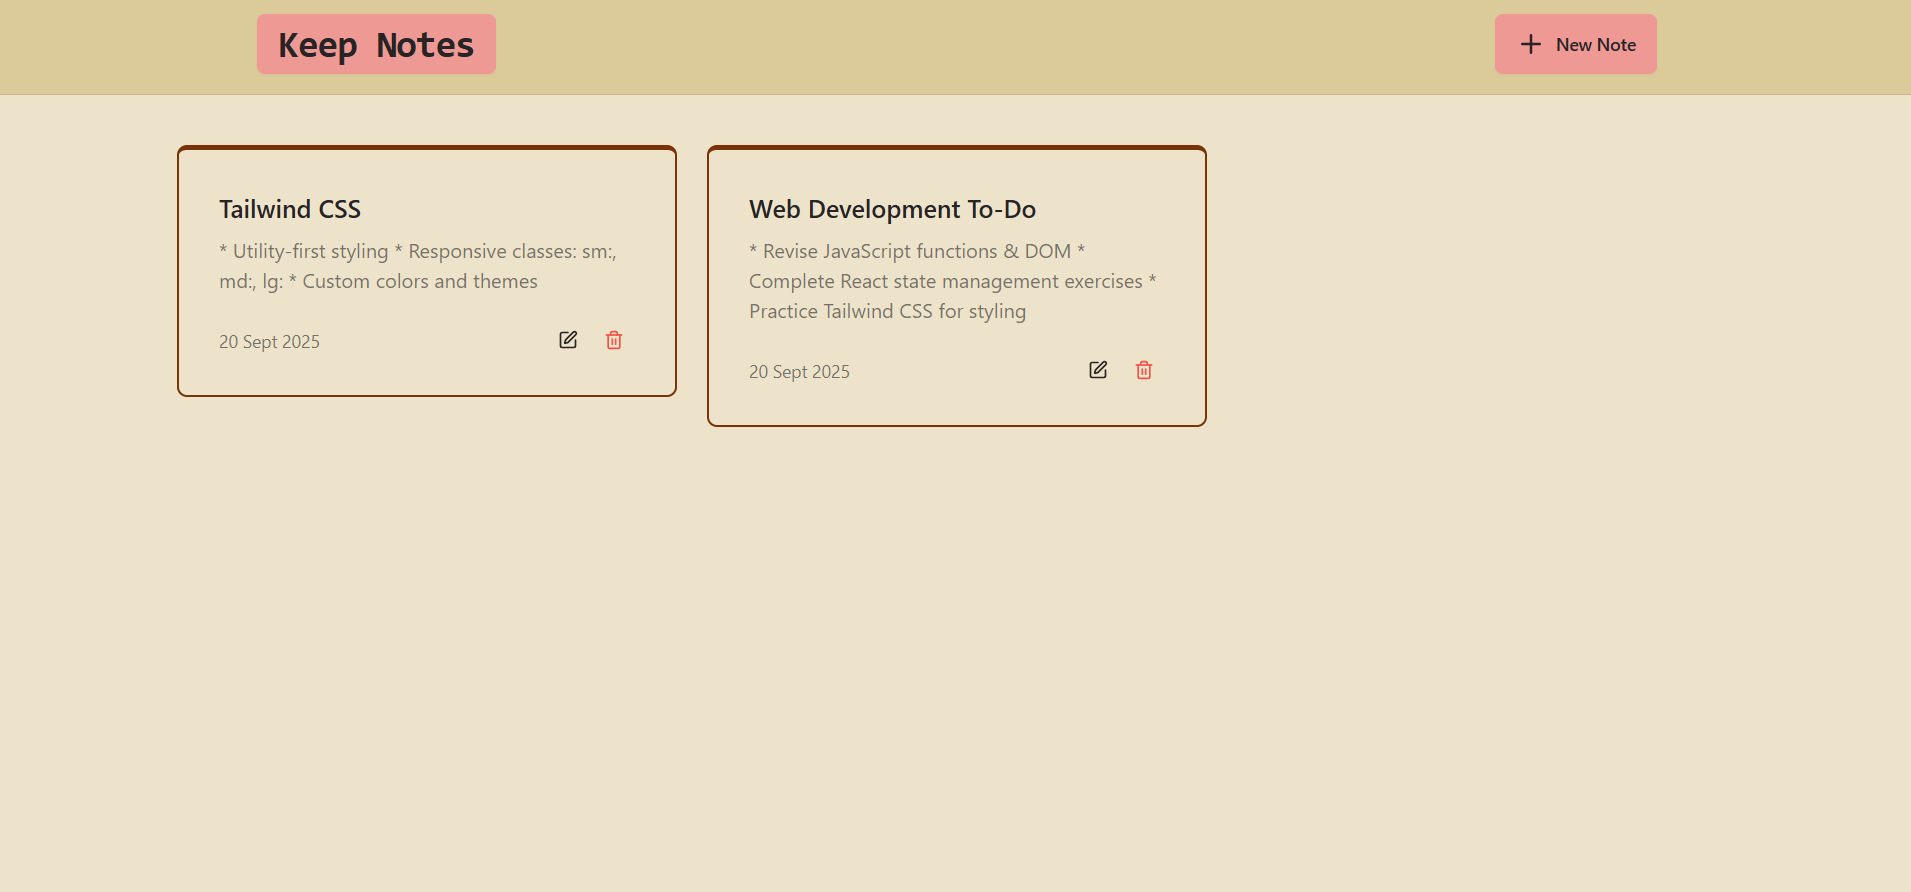 Keep Notes
New Note
Tailwind CSS
* Utility-first styling * Responsive classes: sm:,
md:, lg: * Custom colors and themes
20 Sept 2025
Web Development To-Do
* Revise JavaScript functions & DOM *
Complete React state management exercises *
Practice Tailwind CSS for styling
20 Sept 2025